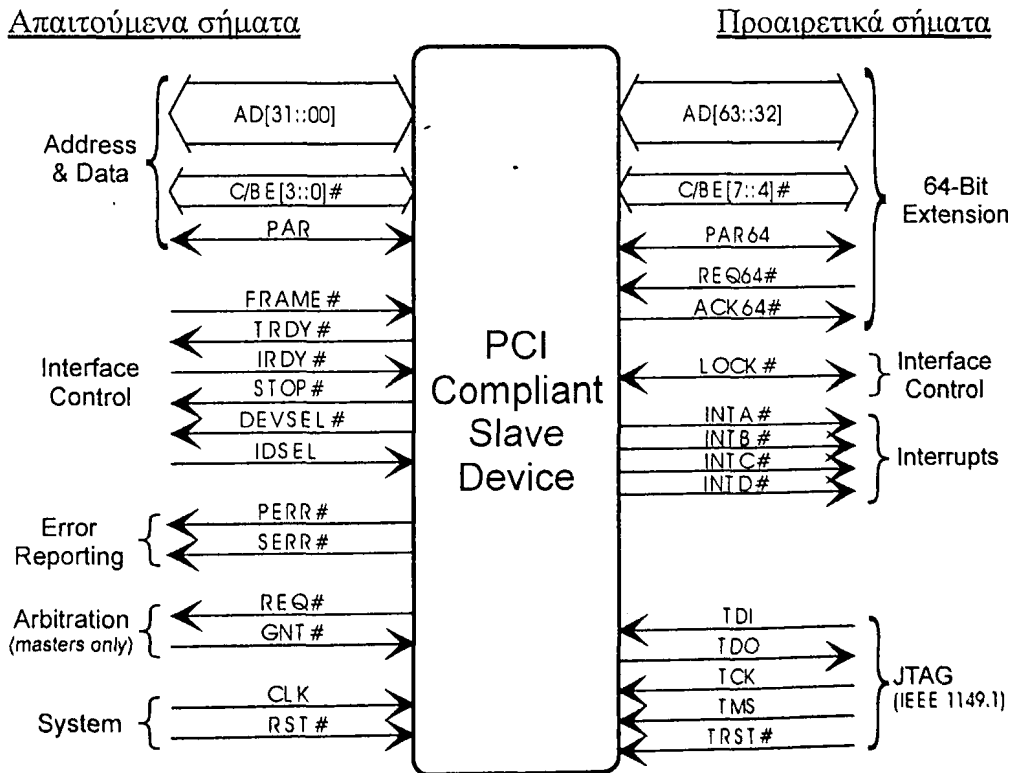 Απαιτούμενα σήματα
Προαιρετικά σήματα
Address
& Data
AD[31::00]
C/BE[3::0]#
PAR
Interface
Control
FRAME#
TRDY#
IRDY#
STOP#
DEVSEL#
IDSEL
Error
Reporting
PERR#
SERR#
Arbitration
(masters only)
REQ#
GNT#
System
CLK
RST#
PCI
Compliant
Slave
Device
AD[63::32]
C/BE[7::4]#
PAR64
REQ64#
ACK64#
64-Bit
Extension
LOCK#
Interface
Control
INTA#
INTB#
INTC#
INTD#
Interrupts
TDI
TDO
TCK
TMS
TRST#
JTAG
(IEEE 1149.1)